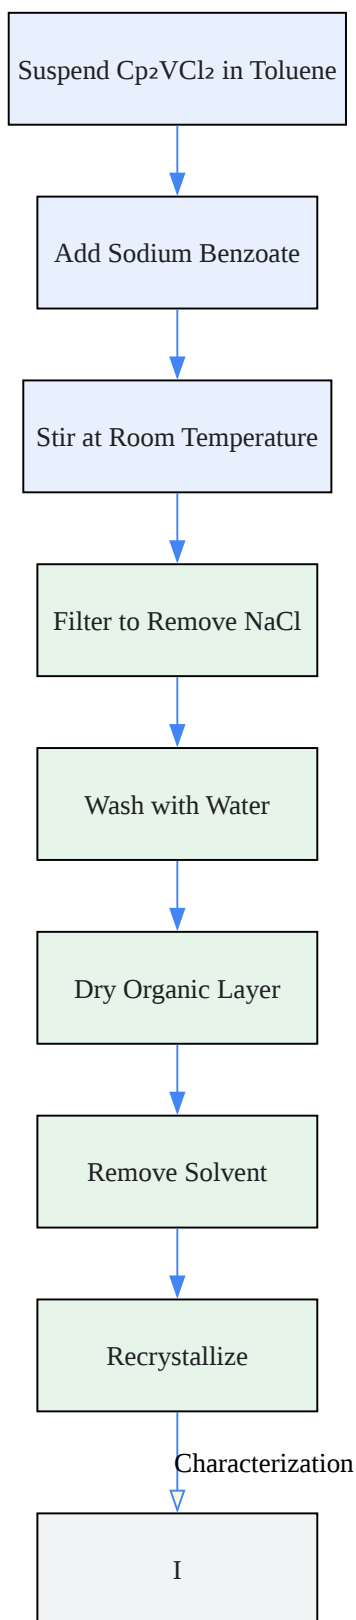 Suspend Cp₂VCl₂ in Toluene
Add Sodium Benzoate
Stir at Room Temperature
Filter to Remove NaCl
Wash with Water
Dry Organic Layer
Remove Solvent
Recrystallize
Characterization
I